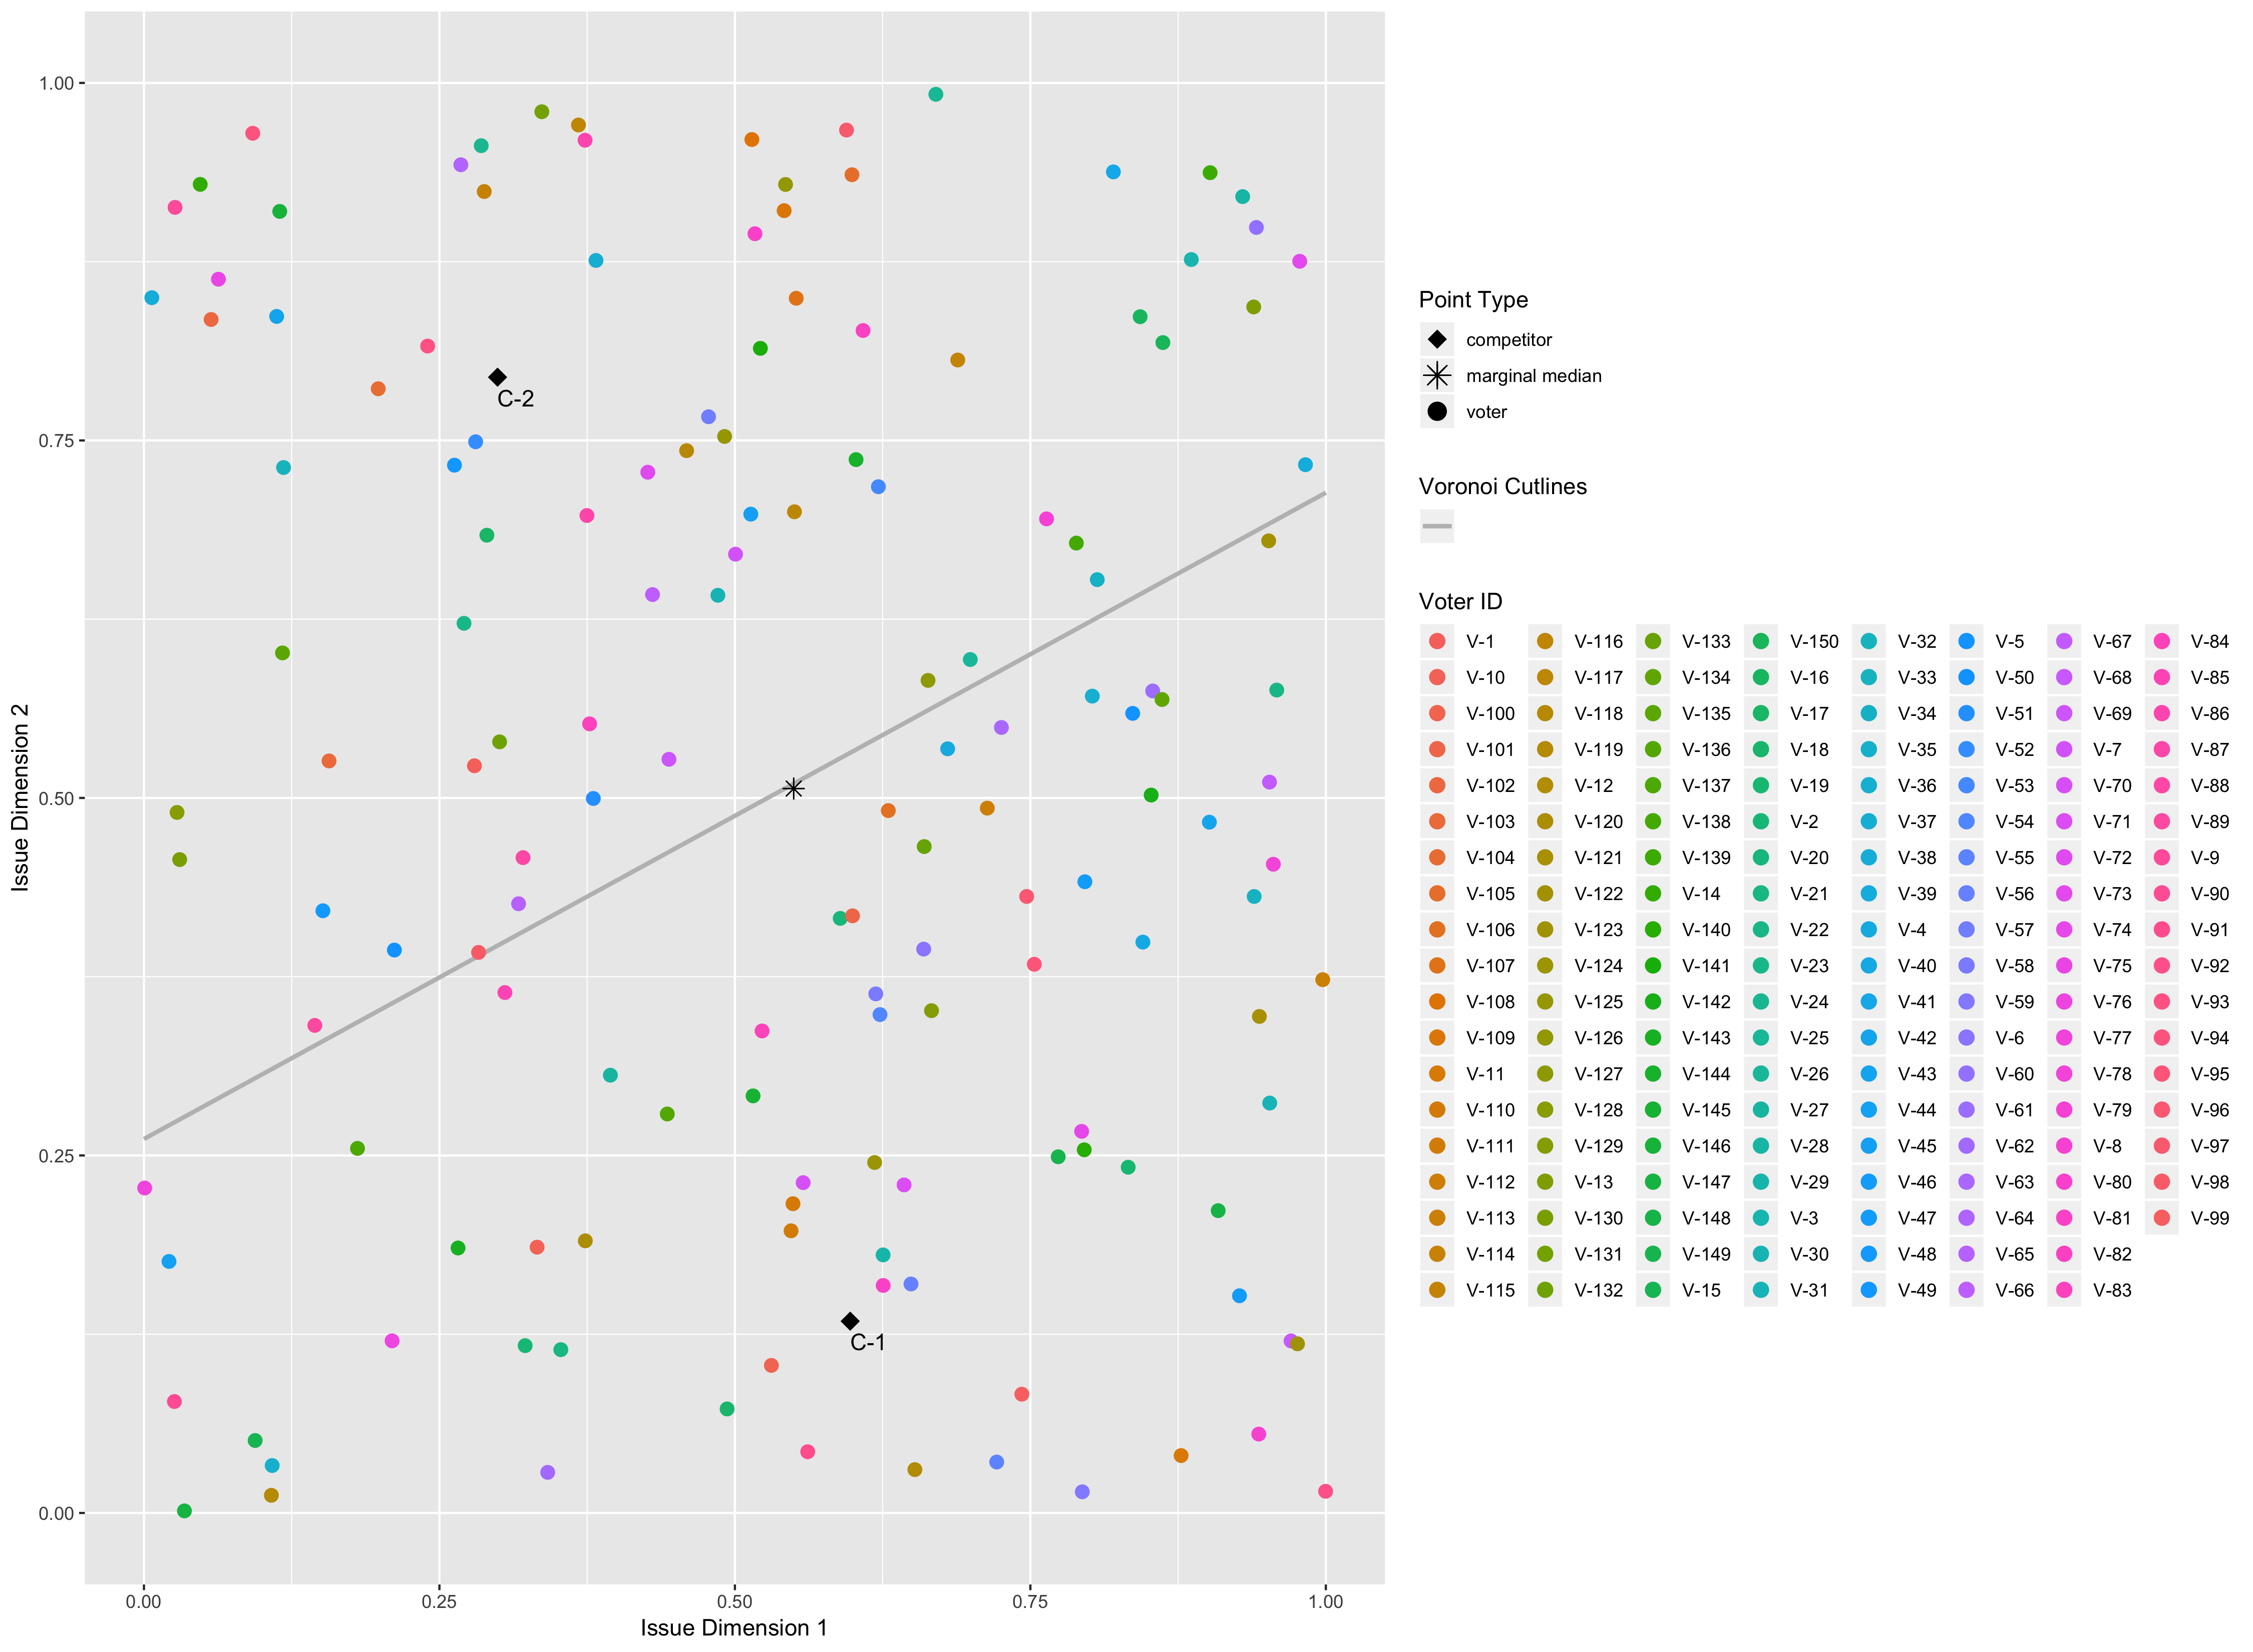 1.00
0.75
0.50
0.25
0.00
Issue Dimension 2
C-2
C-1
0.00 0.25 0.50 0.75 1.00
Issue Dimension 1
Point Type
competitor
marginal median
voter
Voronoi Cutlines
Voter ID
V-1 V-116 V-133 V-150 V-32 V-5 V-67 V-84
V-10 V-117 V-134 V-16 V-33 V-50 V-68 V-85
V-100 V-118 V-135 V-17 V-34 V-51 V-69 V-86
V-101 V-119 V-136 V-18 V-35 V-52 V-7 V-87
V-102 V-12 V-137 V-19 V-36 V-53 V-70 V-88
V-103 V-120 V-138 V-2 V-37 V-54 V-71 V-89
V-104 V-121 V-139 V-20 V-38 V-55 V-72 V-9
V-105 V-122 V-14 V-21 V-39 V-56 V-73 V-90
V-106 V-123 V-140 V-22 V-4 V-57 V-74 V-91
V-107 V-124 V-141 V-23 V-40 V-58 V-75 V-92
V-108 V-125 V-142 V-24 V-41 V-59 V-76 V-93
V-109 V-126 V-143 V-25 V-42 V-6 V-77 V-94
V-11 V-127 V-144 V-26 V-43 V-60 V-78 V-95
V-110 V-128 V-145 V-27 V-44 V-61 V-79 V-96
V-111 V-129 V-146 V-28 V-45 V-62 V-8 V-97
V-112 V-13 V-147 V-29 V-46 V-63 V-80 V-98
V-113 V-130 V-148 V-3 V-47 V-64 V-81 V-99
V-114 V-131 V-149 V-30 V-48 V-65 V-82
V-115 V-132 V-15 V-31 V-49 V-66 V-83